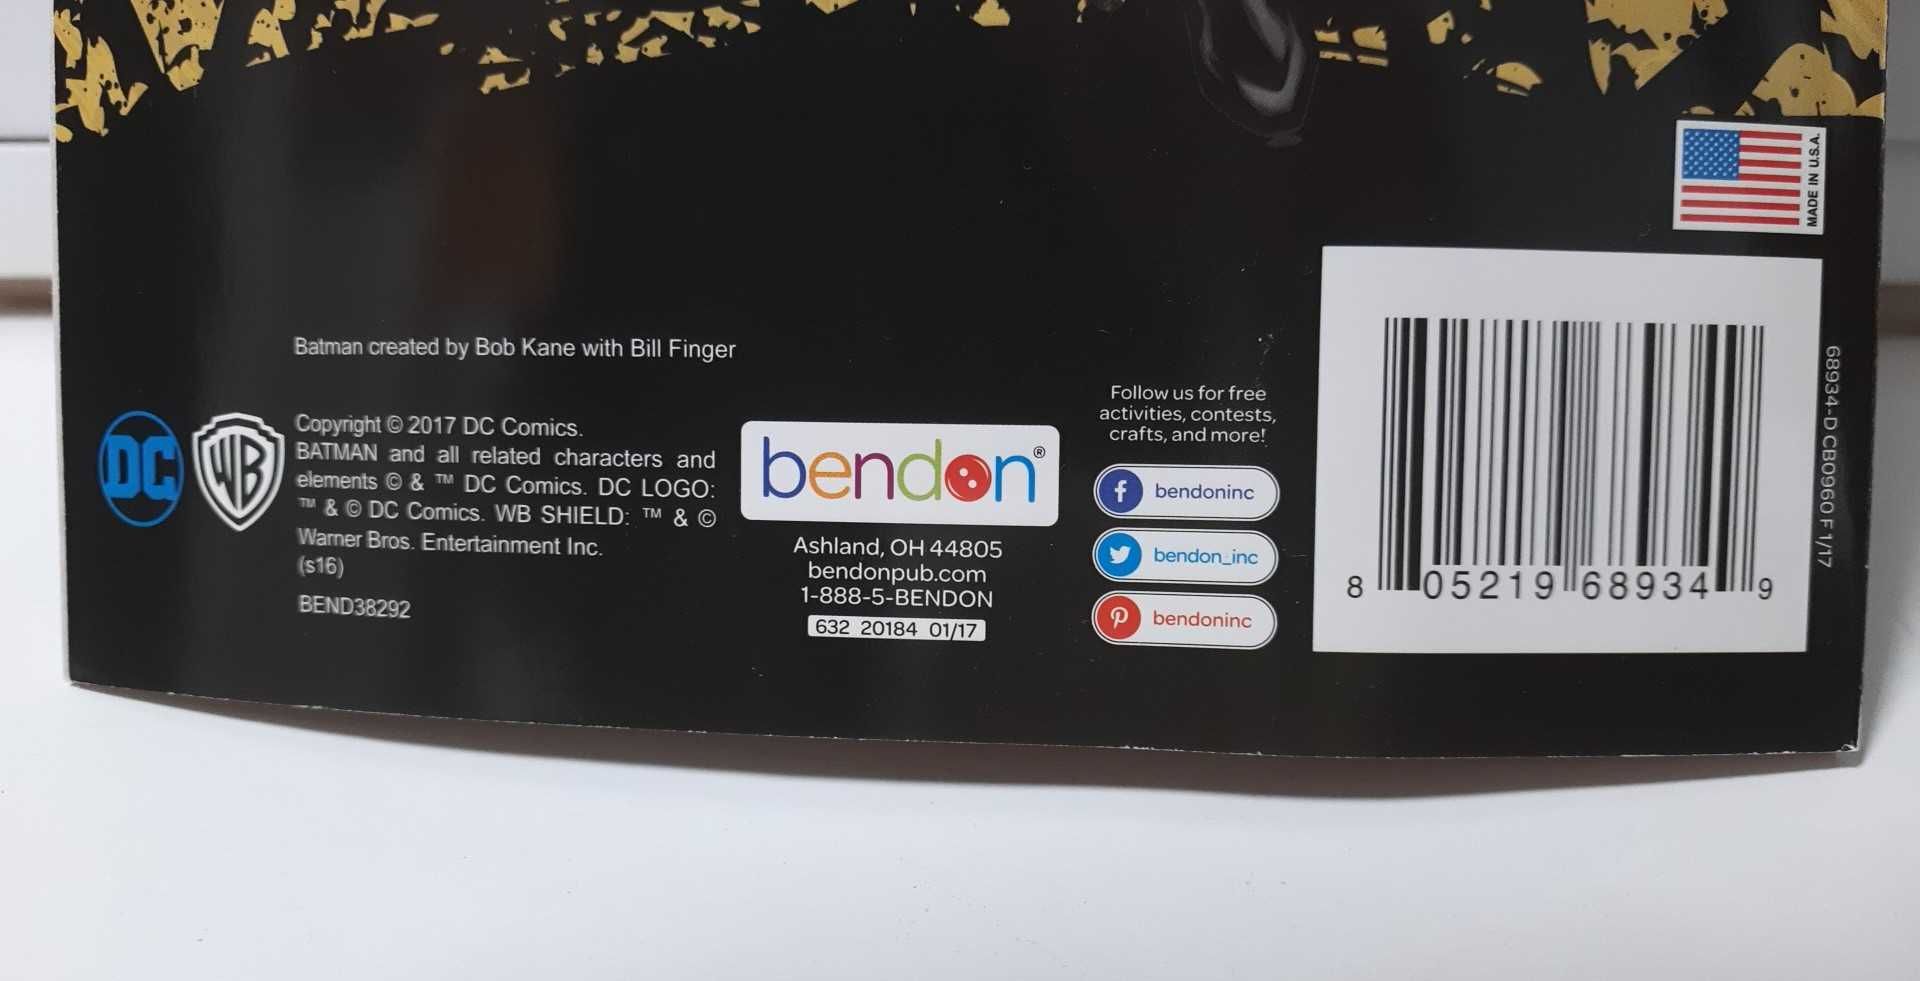 MADE IN U.S.A.
Batman created by Bob Kane with Bill Finger
DC
WB
Copyright © 2017 DC Comics.
BATMAN and all related characters and
elements © & ™ DC Comics. DC LOGO:
™ & © DC Comics. WB SHIELD: ™ & ©
Warner Bros. Entertainment Inc.
(s16)
BEND38292
bendon®
Ashland, OH 44805
bendonpub.com
1-888-5-BENDON
632 20184 01/17
Follow us for free
activities, contests,
crafts, and more!
f bendoninc
bendon_inc
bendoninc
8 05219 68934 9
68934-D CB0960 F 1/17